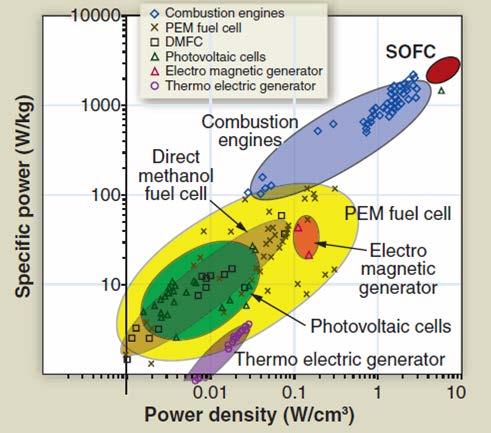 10000
Combustion engines
PEM fuel cell
DMFC
Photovoltaic cells
Electro magnetic generator
Thermo electric generator
SOFC
1000
Combustion
engines
Direct
methanol
fuel cell
100
PEM fuel cell
Electro
magnetic
generator
10
Photovoltaic cells
Thermo electric generator
0.01
0.1
1
10
Specific power (W/kg)
Power density (W/cm³)